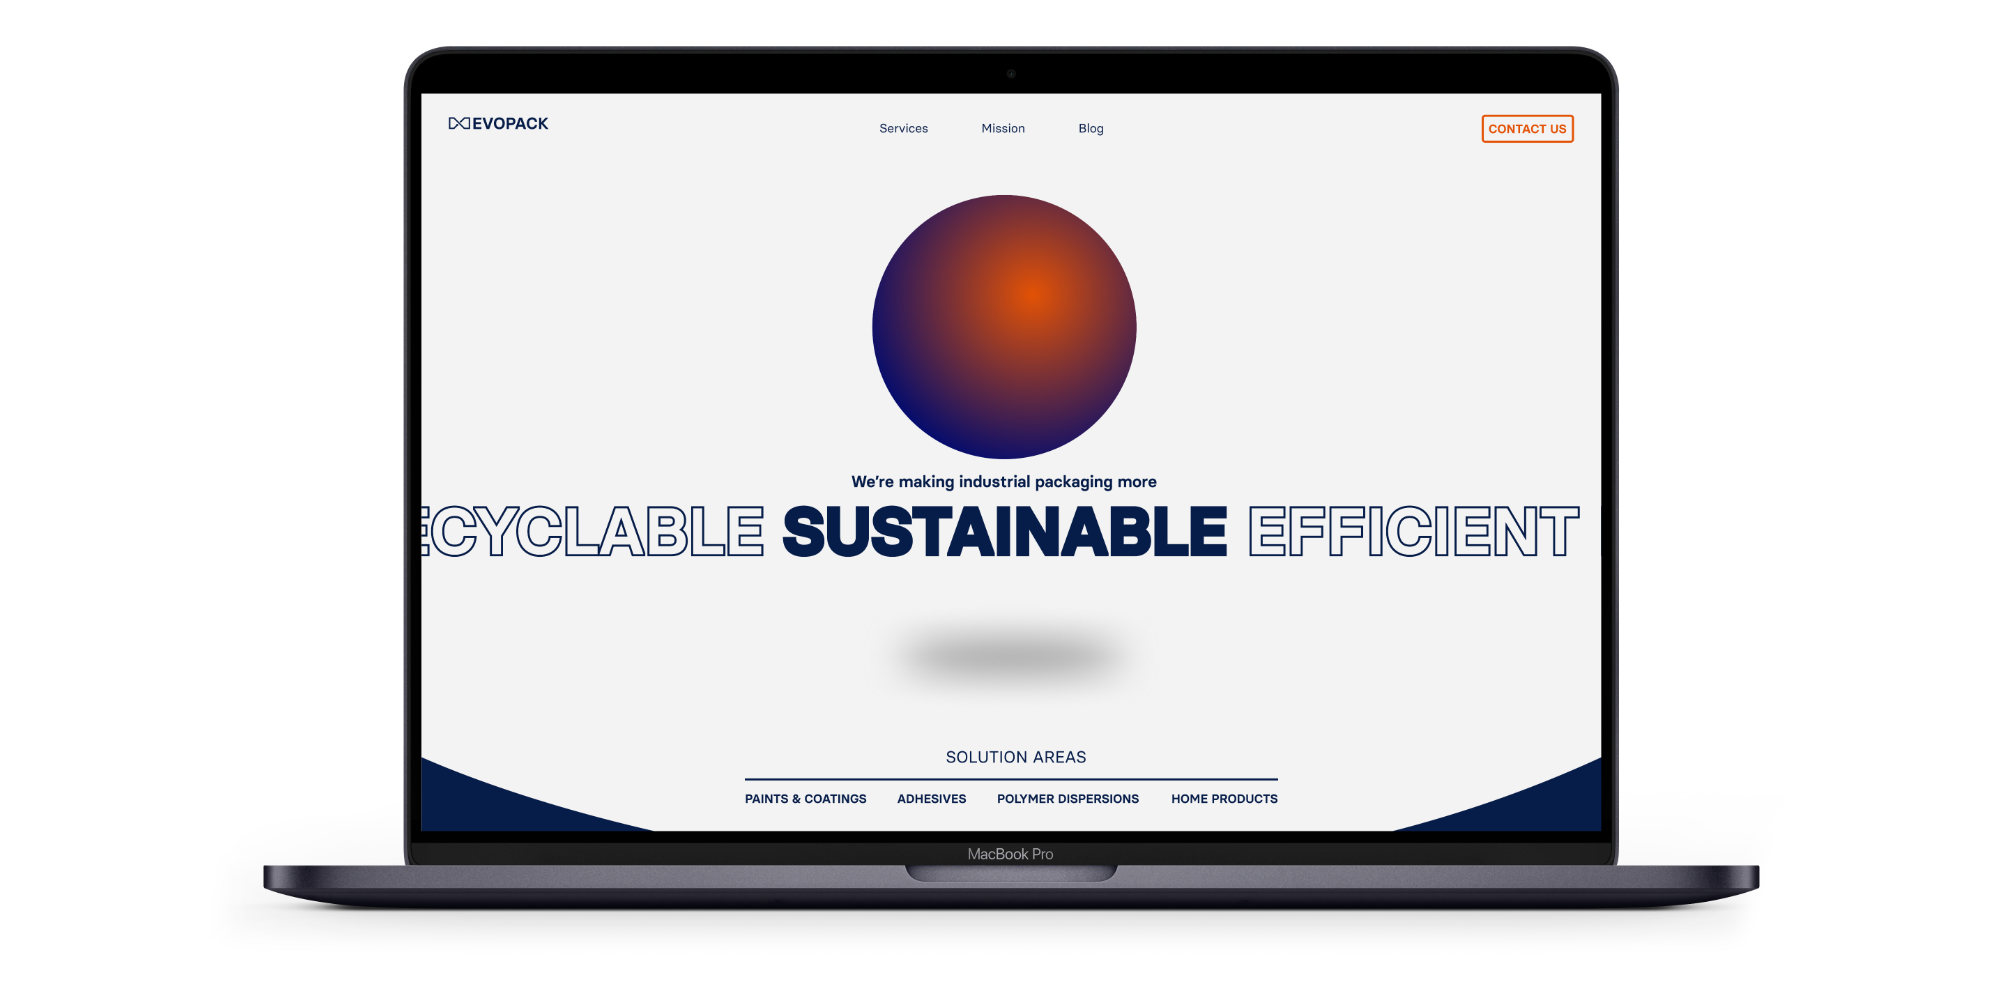 EVOPACK
Services Mission Blog
CONTACT US
We're making industrial packaging more
ECYCLABLE SUSTAINABLE EFFICIENT
SOLUTION AREAS
PAINTS & COATINGS ADHESIVES POLYMER DISPERSIONS HOME PRODUCTS
MacBook Pro